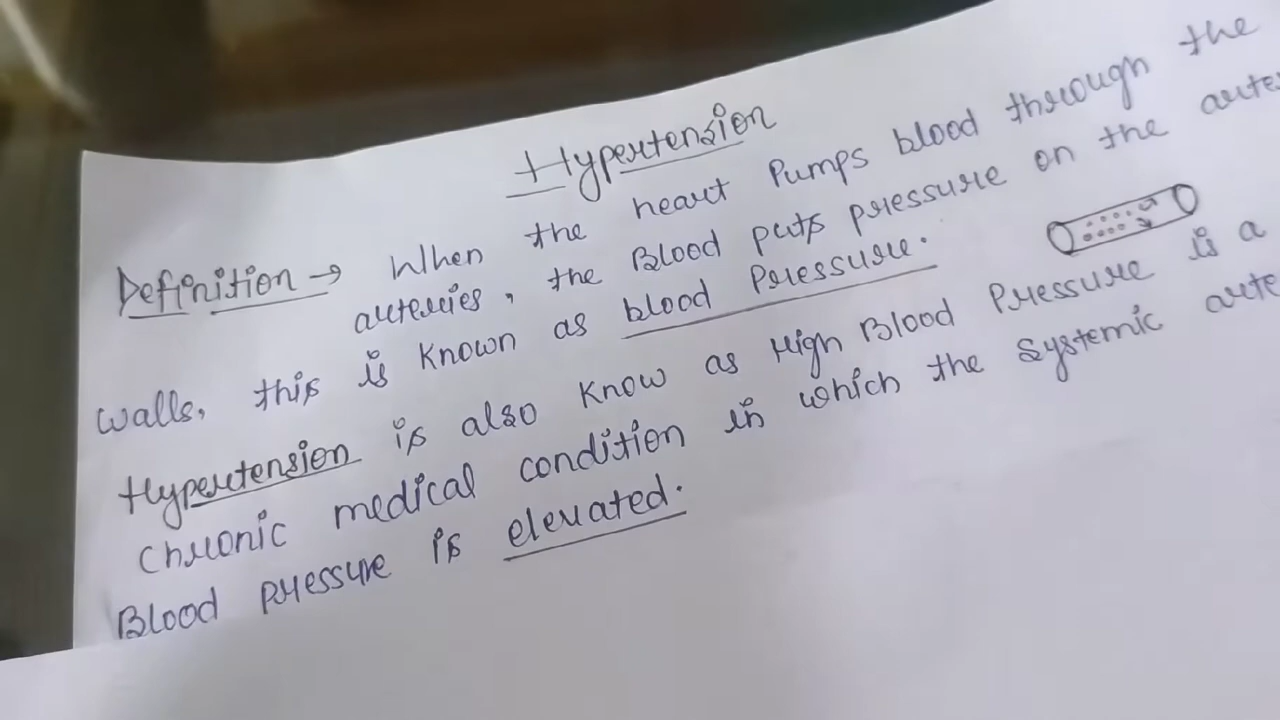 Hypertension
Definition → When the heart Pumps blood through the
arteries, the Blood puts pressure on the arte
walls, this is known as blood Pressure.
Hypertension is also know as High Blood Pressure is a
Chronic medical condition in which the systemic arte
Blood pressure is elevated.